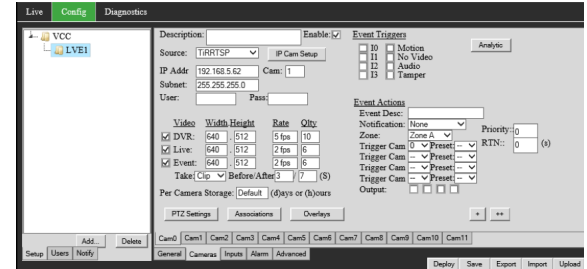 Live Config Diagnostics
VCC
LVE1
Add... Delete
Setup Users Notify
Description: Enable:
Source: TiRRTSP IP Cam Setup
IP Addr 192.168.5.62 Cam: 1
Subnet: 255.255.255.0
User: Pass:
Video Width.Height Rate Qlty
DVR: 640 . 512 5 fps 10
Live: 640 . 512 2 fps 6
Event: 640 . 512 2 fps 6
Take: Clip Before/After 3 / 7 (S)
Per Camera Storage: Default (d)ays or (h)ours
PTZ Settings Associations Overlays
Event Triggers
I0 Motion
I1 No Video
I2 Audio
I3 Tamper
Analytic
Event Actions
Event Desc:
Notification: None
Zone: Zone A
Priority:: 0
Trigger Cam 0 Preset: --
RTN:: 0 (s)
Trigger Cam -- Preset: --
Trigger Cam -- Preset: --
Trigger Cam -- Preset: --
Output:
+ ++
Cam0 Cam1 Cam2 Cam3 Cam4 Cam5 Cam6 Cam7 Cam8 Cam9 Cam10 Cam11
General Cameras Inputs Alarm Advanced
Deploy Save Export Import Upload